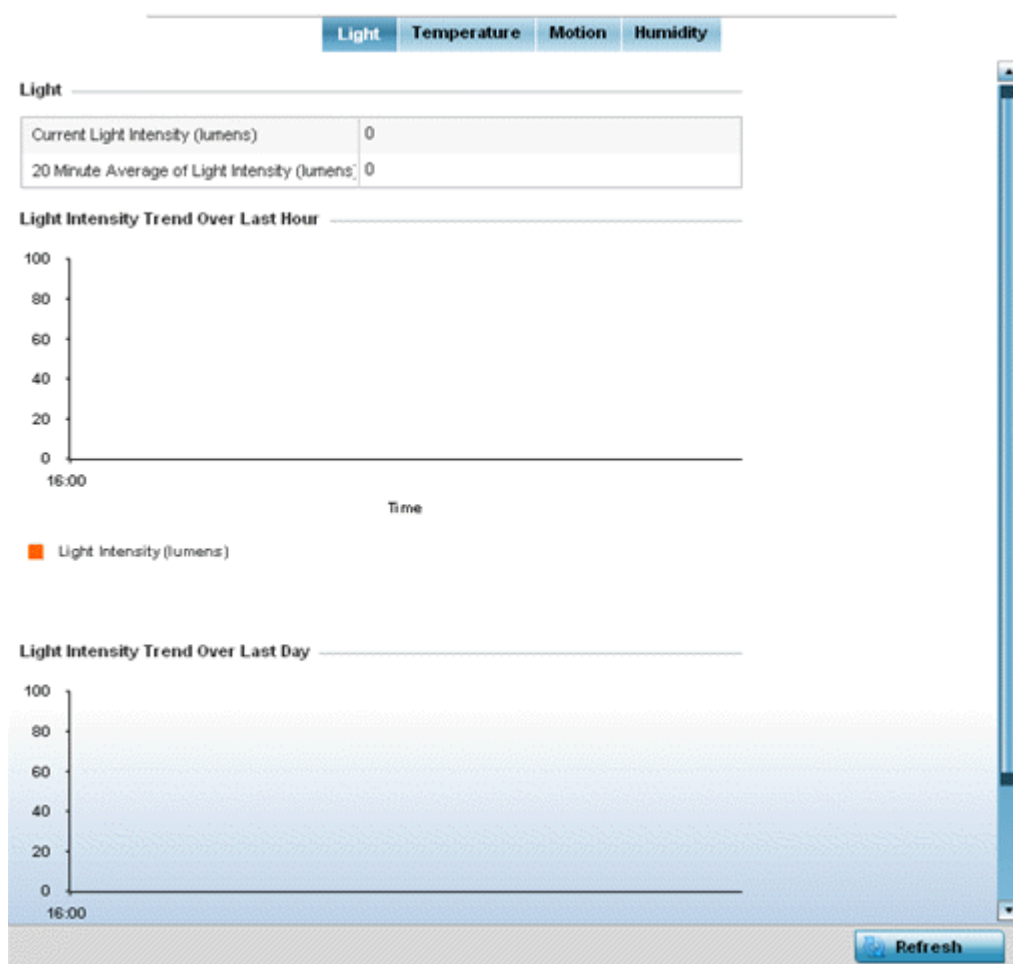 Light Temperature Motion Humidity
Light
Current Light Intensity (lumens) 0
20 Minute Average of Light Intensity (lumens) 0
Light Intensity Trend Over Last Hour
100
80
60
40
20
0
16:00
Time
Light Intensity (lumens)
Light Intensity Trend Over Last Day
100
80
60
40
20
0
16:00
Refresh